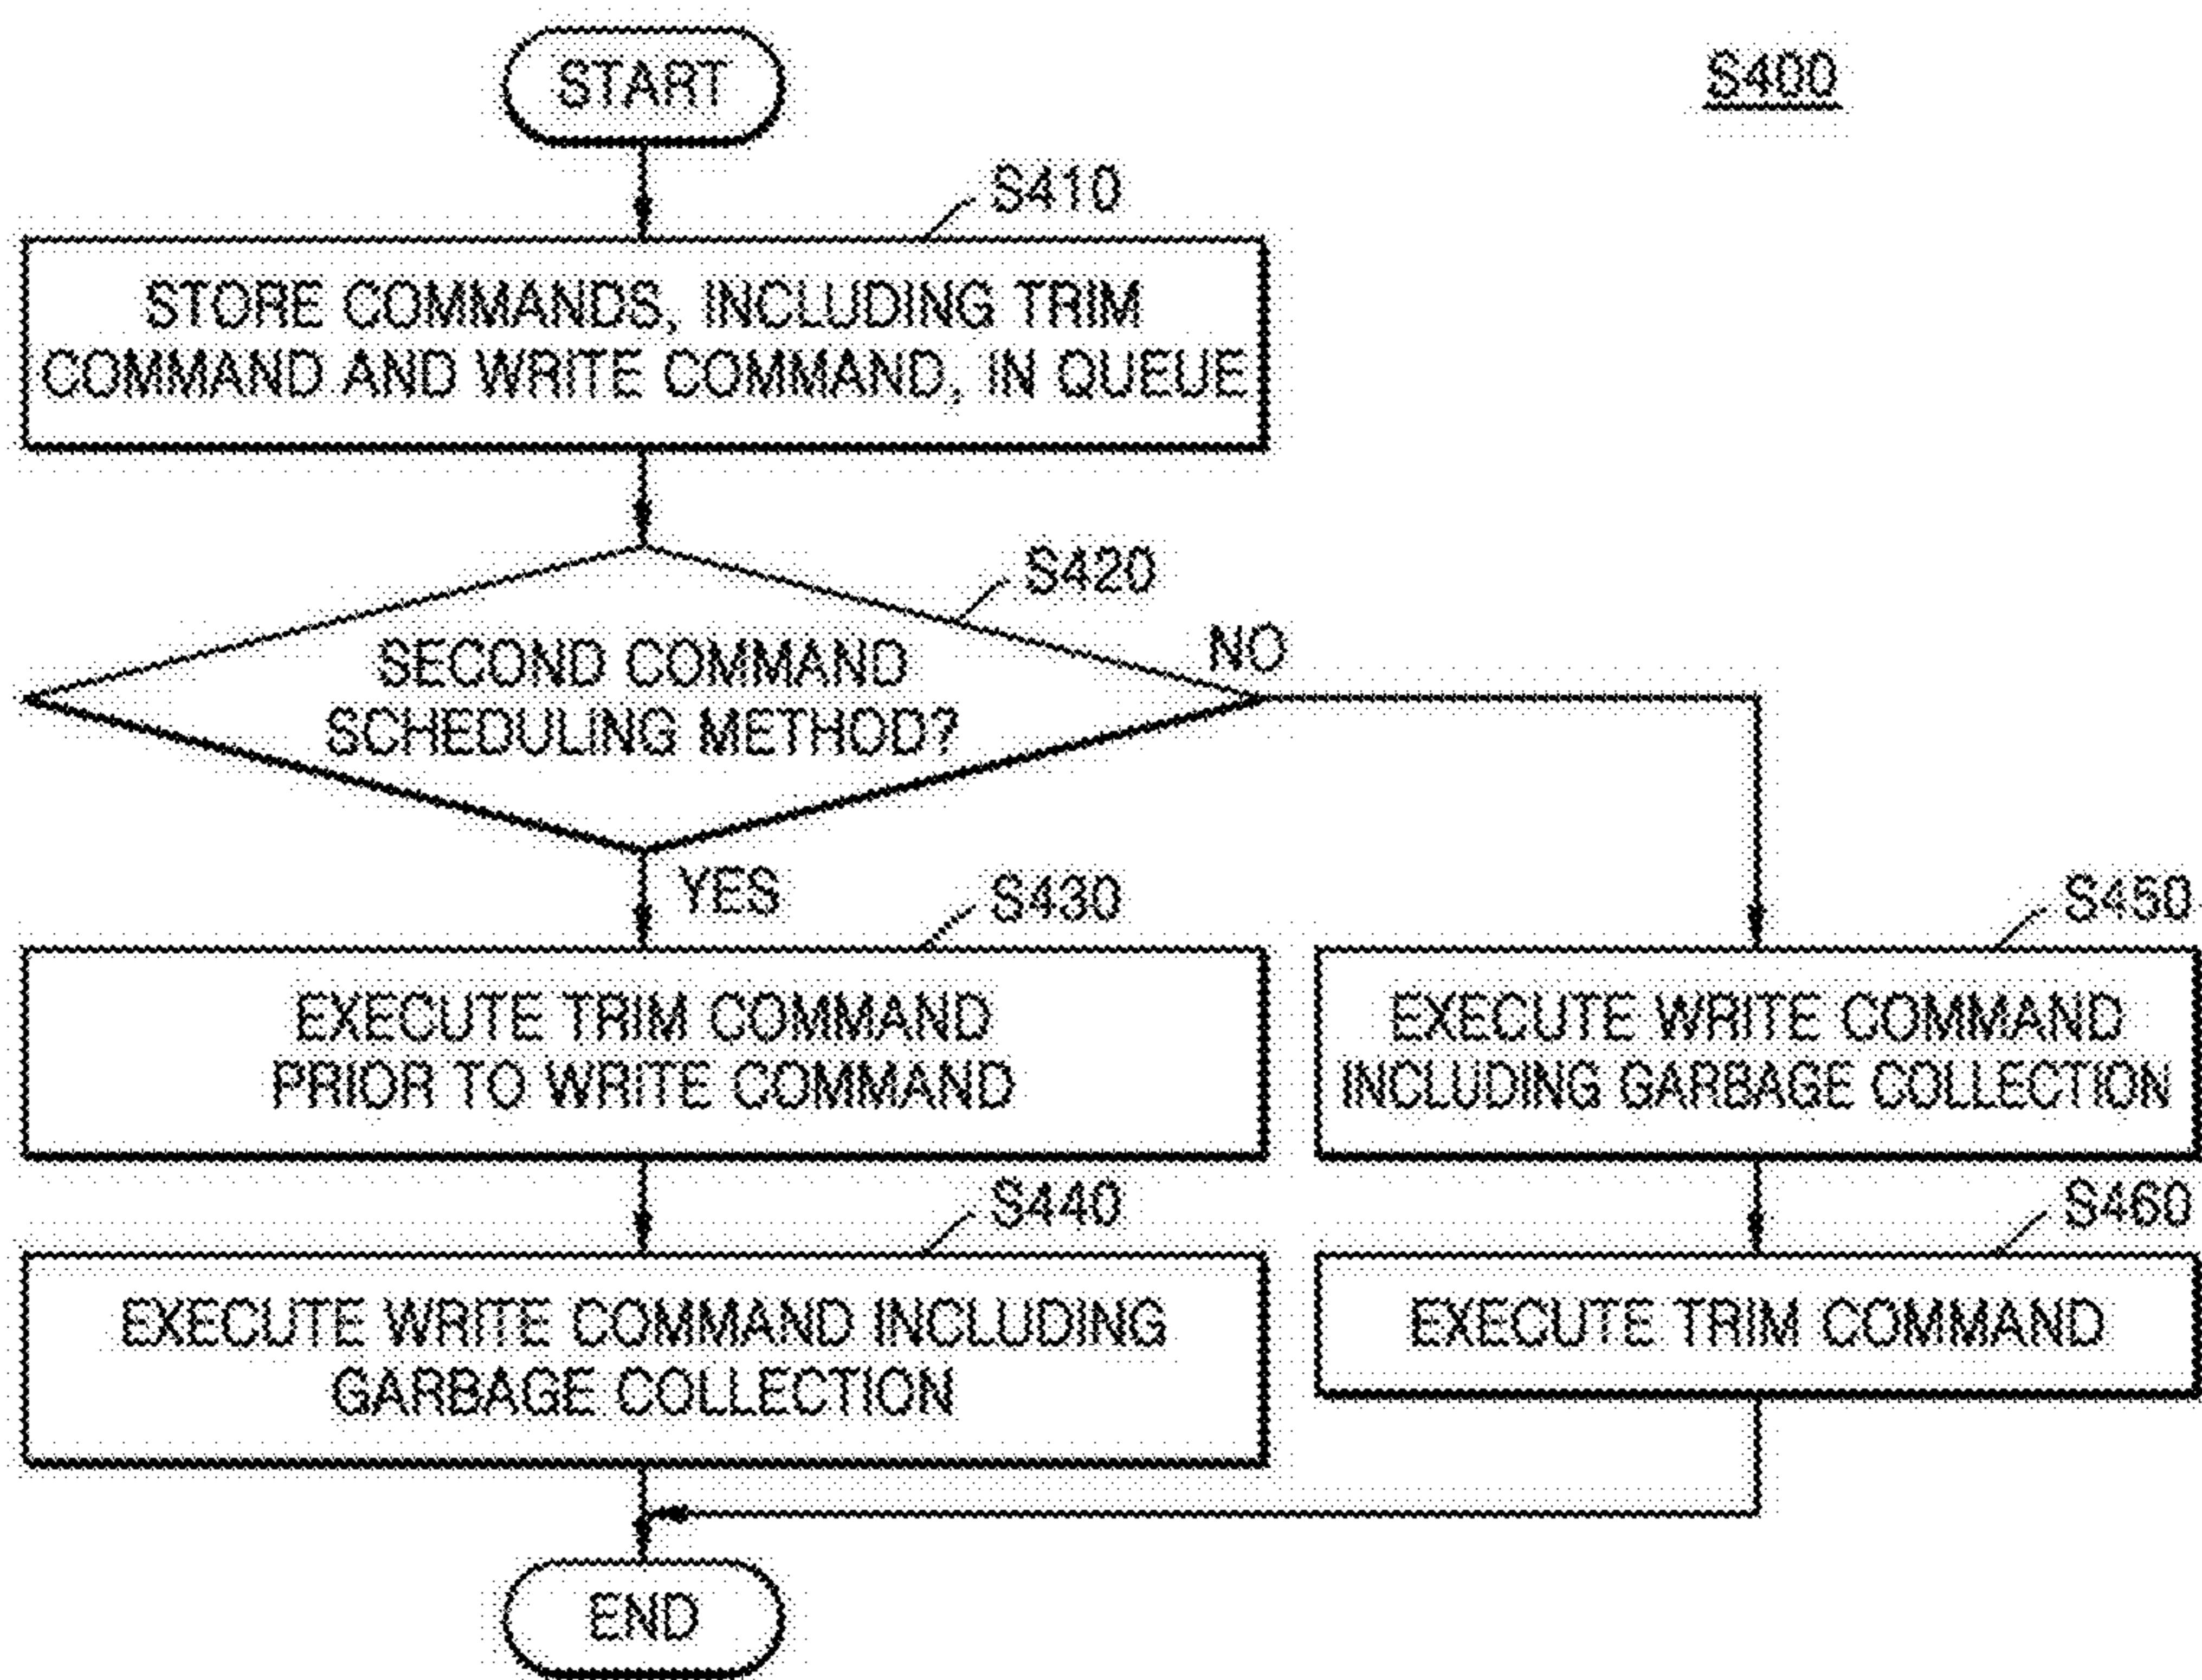 START
S400
S410
STORE COMMANDS, INCLUDING TRIM
COMMAND AND WRITE COMMAND, IN QUEUE
S420
SECOND COMMAND
SCHEDULING METHOD?
NO
YES
S430
EXECUTE TRIM COMMAND
PRIOR TO WRITE COMMAND
S450
EXECUTE WRITE COMMAND
INCLUDING GARBAGE COLLECTION
S440
EXECUTE WRITE COMMAND INCLUDING
GARBAGE COLLECTION
S460
EXECUTE TRIM COMMAND
END